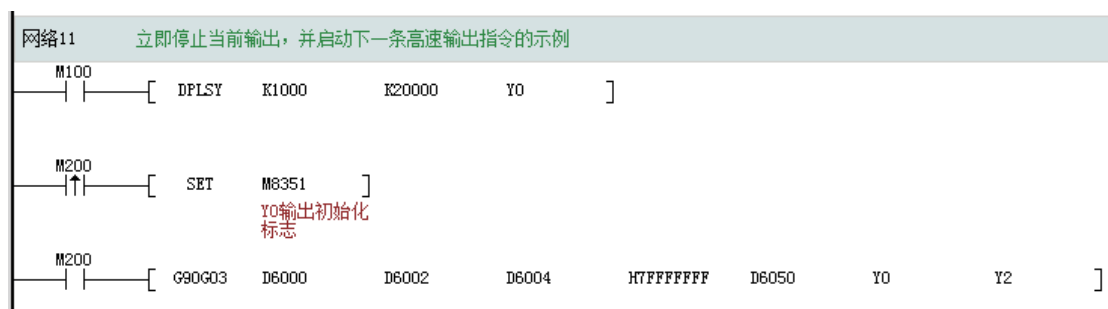 网络11 立即停止当前输出，并启动下一条高速输出指令的示例
M100
DPLSY K1000 K20000 Y0
M200
SET M8351
Y0输出初始化
标志
M200
G90G03 D6000 D6002 D6004 H7FFFFFFF D6050 Y0 Y2